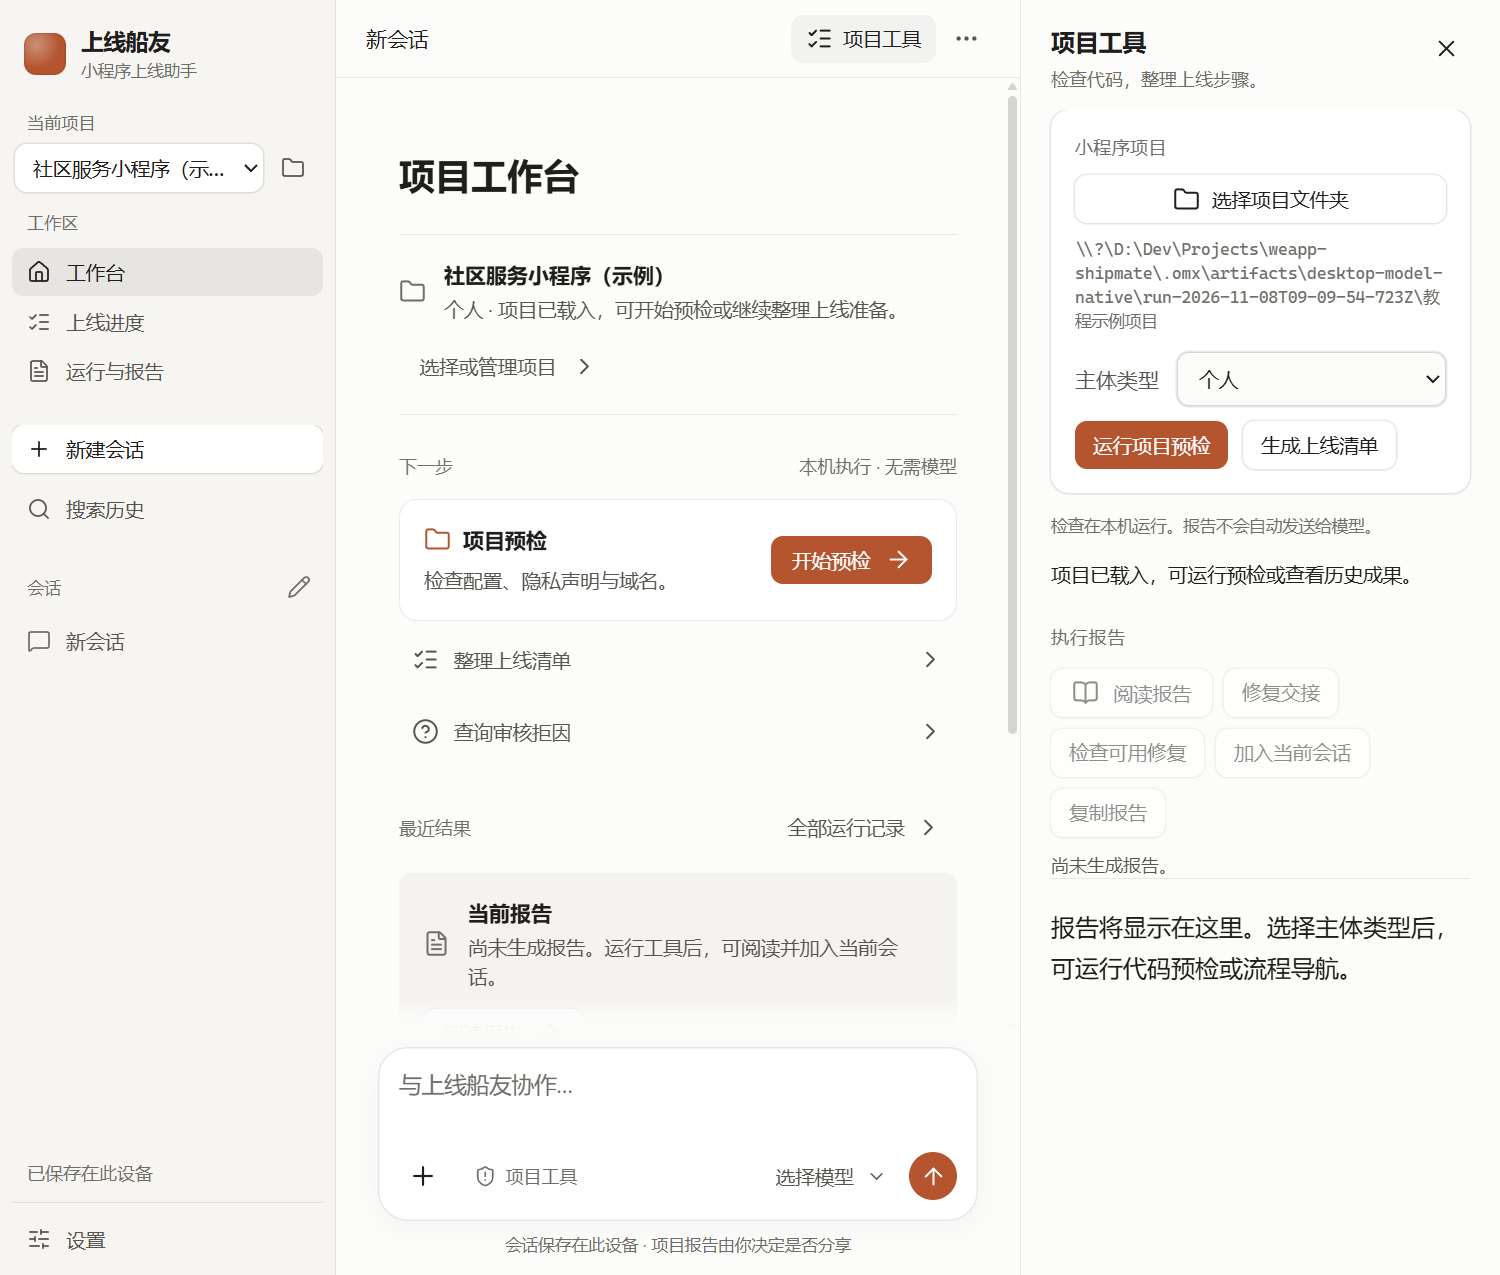 上线船友
小程序上线助手
当前项目
社区服务小程序（示...
工作区
工作台
上线进度
运行与报告
新建会话
搜索历史
会话
新会话
已保存在此设备
设置
新会话
项目工具
项目工作台
社区服务小程序（示例）
个人 · 项目已载入，可开始预检或继续整理上线准备。
选择或管理项目
下一步
本机执行 · 无需模型
项目预检
检查配置、隐私声明与域名。
开始预检
整理上线清单
查询审核拒因
最近结果
全部运行记录
当前报告
尚未生成报告。运行工具后，可阅读并加入当前会
话。
与上线船友协作...
项目工具
选择模型
会话保存在此设备 · 项目报告由你决定是否分享
项目工具
检查代码，整理上线步骤。
小程序项目
选择项目文件夹
\\?\D:\Dev\Projects\weapp-
shipmate\.omx\artifacts\desktop-model-
native\run-2026-11-08T09-09-54-723Z\教
程示例项目
主体类型
个人
运行项目预检
生成上线清单
检查在本机运行。报告不会自动发送给模型。
项目已载入，可运行预检或查看历史成果。
执行报告
阅读报告
修复交接
检查可用修复
加入当前会话
复制报告
尚未生成报告。
报告将显示在这里。选择主体类型后，
可运行代码预检或流程导航。